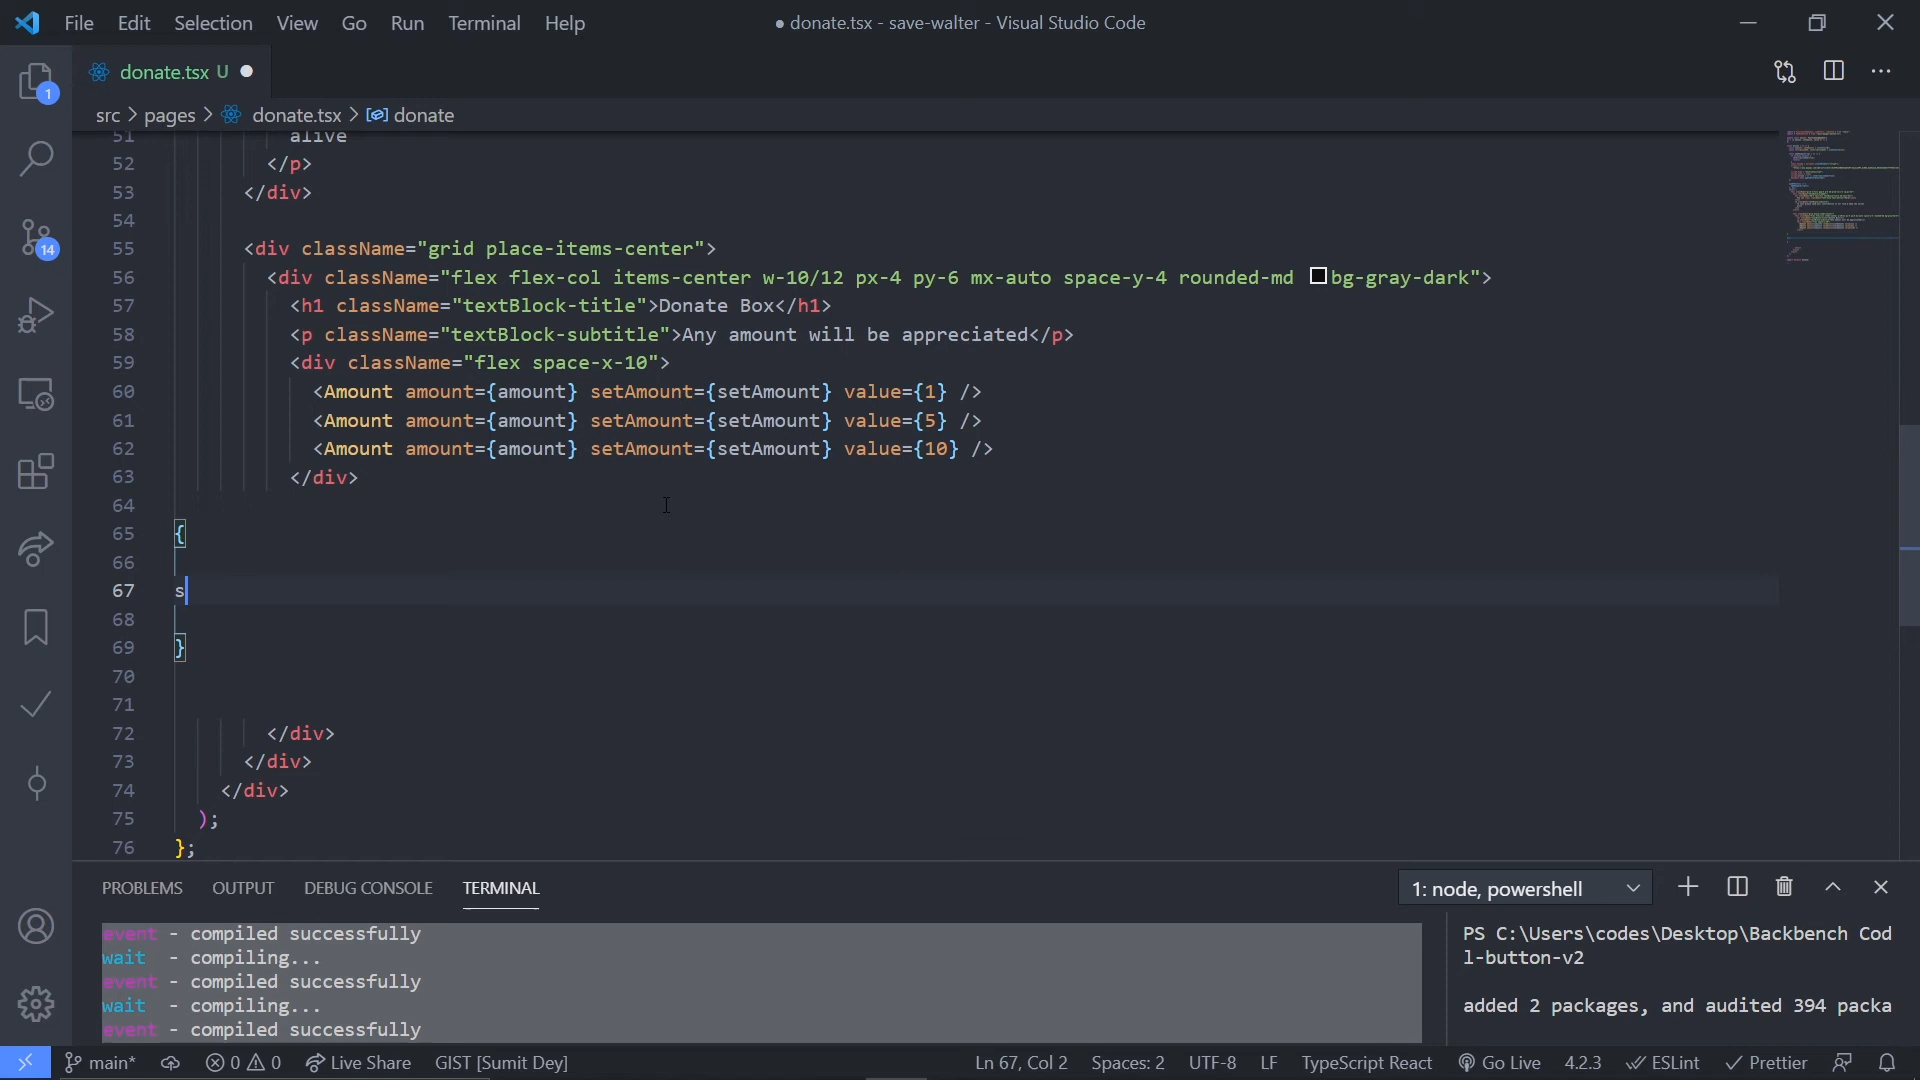 File Edit Selection View Go Run Terminal Help ● donate.tsx - save-walter - Visual Studio Code
donate.tsx U
src > pages > donate.tsx > donate
1
14
51 alive
52 </p>
53 </div>
54
55 <div className="grid place-items-center">
56 <div className="flex flex-col items-center w-10/12 px-4 py-6 mx-auto space-y-4 rounded-md bg-gray-dark">
57 <h1 className="textBlock-title">Donate Box</h1>
58 <p className="textBlock-subtitle">Any amount will be appreciated</p>
59 <div className="flex space-x-10">
60 <Amount amount={amount} setAmount={setAmount} value={1} />
61 <Amount amount={amount} setAmount={setAmount} value={5} />
62 <Amount amount={amount} setAmount={setAmount} value={10} />
63 </div>
64
65 {
66
67 s
68
69 }
70
71
72 </div>
73 </div>
74 </div>
75 );
76 };
PROBLEMS OUTPUT DEBUG CONSOLE TERMINAL 1: node, powershell
event - compiled successfully
wait - compiling...
event - compiled successfully
wait - compiling...
event - compiled successfully
PS C:\Users\codes\Desktop\Backbench Cod
l-button-v2
added 2 packages, and audited 394 packa
main* 0 0 Live Share GIST [Sumit Dey] Ln 67, Col 2 Spaces: 2 UTF-8 LF TypeScript React Go Live 4.2.3 ESLint Prettier